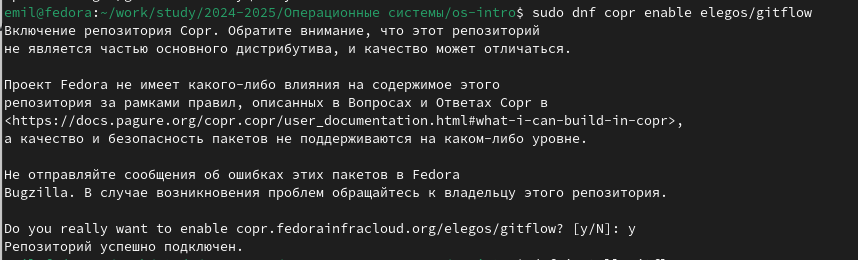 emil@fedora:~/work/study/2024-2025/Операционные системы/os-intro$ sudo dnf copr enable elegos/gitflow
Включение репозитория Copr. Обратите внимание, что этот репозиторий
не является частью основного дистрибутива, и качество может отличаться.
Проект Fedora не имеет какого-либо влияния на содержимое этого
репозитория за рамками правил, описанных в Вопросах и Ответах Copr в
<https://docs.pagure.org/copr.copr/user_documentation.html#what-i-can-build-in-copr>,
а качество и безопасность пакетов не поддерживаются на каком-либо уровне.
Не отправляйте сообщения об ошибках этих пакетов в Fedora
Bugzilla. В случае возникновения проблем обращайтесь к владельцу этого репозитория.
Do you really want to enable copr.fedorainfracloud.org/elegos/gitflow? [y/N]: y
Репозиторий успешно подключен.